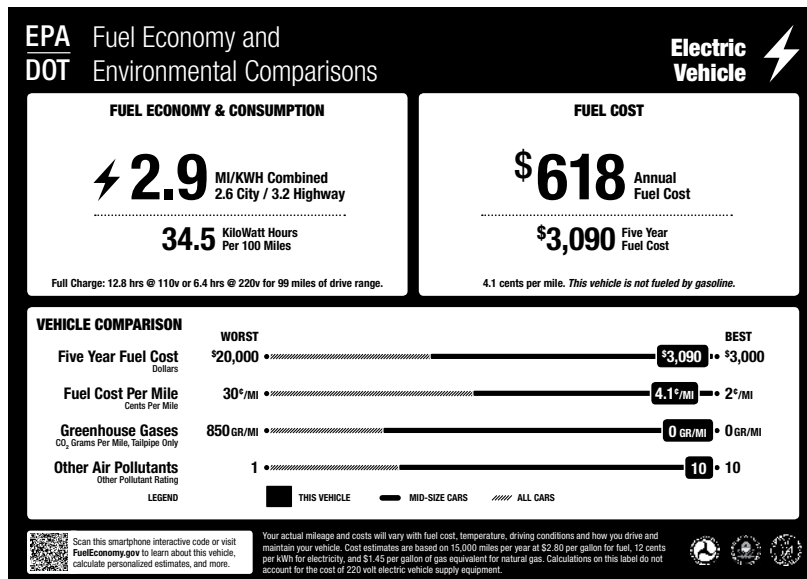 EPA
DOT
Fuel Economy and
Environmental Comparisons
Electric
Vehicle
FUEL ECONOMY & CONSUMPTION
2.9
MI/KWH Combined
2.6 City / 3.2 Highway
34.5
KiloWatt Hours
Per 100 Miles
Full Charge: 12.8 hrs @ 110v or 6.4 hrs @ 220v for 99 miles of drive range.
FUEL COST
$618
Annual
Fuel Cost
$3,090
Five Year
Fuel Cost
4.1 cents per mile. This vehicle is not fueled by gasoline.
VEHICLE COMPARISON
WORST
BEST
Five Year Fuel Cost
Dollars
$20,000
$3,090
$3,000
Fuel Cost Per Mile
Cents Per Mile
30¢/MI
4.1¢/MI
2¢/MI
Greenhouse Gases
CO₂ Grams Per Mile, Tailpipe Only
850 GR/MI
0 GR/MI
0 GR/MI
Other Air Pollutants
Other Pollutant Rating
1
10
10
LEGEND
THIS VEHICLE
MID-SIZE CARS
ALL CARS
Scan this smartphone interactive code or visit
FuelEconomy.gov to learn about this vehicle,
calculate personalized estimates, and more.
Your actual mileage and costs will vary with fuel cost, temperature, driving conditions and how you drive and
maintain your vehicle. Cost estimates are based on 15,000 miles per year at $2.80 per gallon for fuel, 12 cents
per kWh for electricity, and $1.45 per gallon of gas equivalent for natural gas. Calculations on this label do not
account for the cost of 220 volt electric vehicle supply equipment.